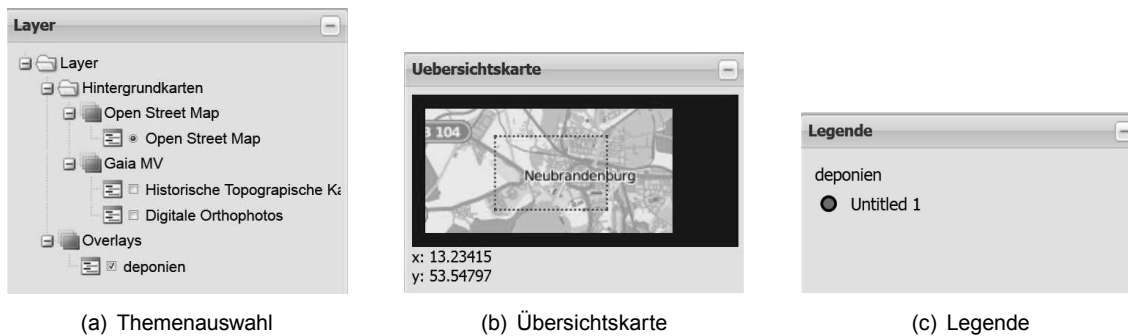 Layer
Layer
Hintergrundkarten
Open Street Map
Open Street Map
Gaia MV
Historische Topograpische Ka
Digitale Orthophotos
Overlays
deponien
(a) Themenauswahl
Uebersichtskarte
B 104
Neubrandenburg
x: 13.23415
y: 53.54797
(b) Übersichtskarte
Legende
deponien
Untitled 1
(c) Legende